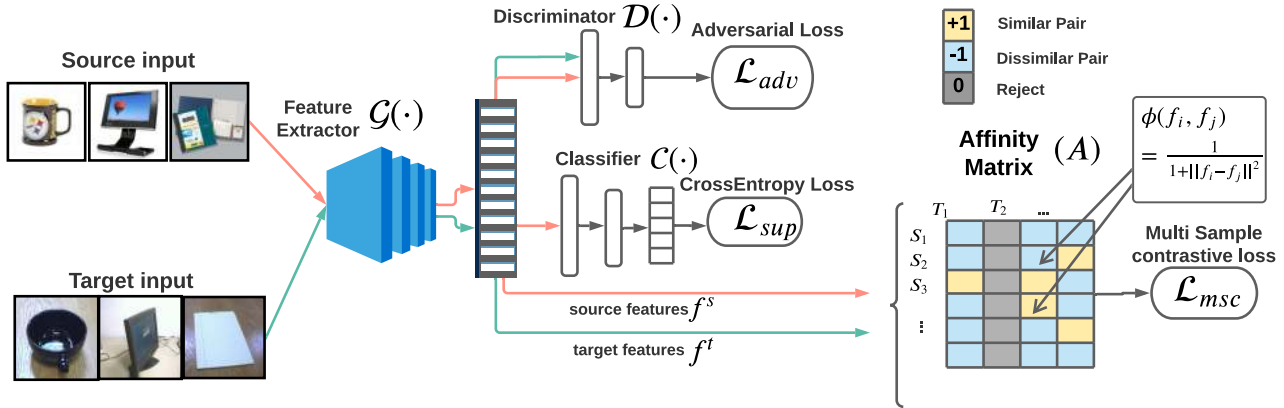 Source input
Target input
Feature
Extractor 𝒢(·)
Discriminator 𝒟(·)
Adversarial Loss
ℒ_adv
Classifier 𝒞(·)
CrossEntropy Loss
ℒ_sup
source features f^s
target features f^t
+1 Similar Pair
-1 Dissimilar Pair
0 Reject
Affinity
Matrix (A)
ϕ(f_i, f_j)
= 1/(1+||f_i−f_j||^2)
T_1 T_2 ...
S_1
S_2
S_3
⋮
Multi Sample
contrastive loss
ℒ_msc